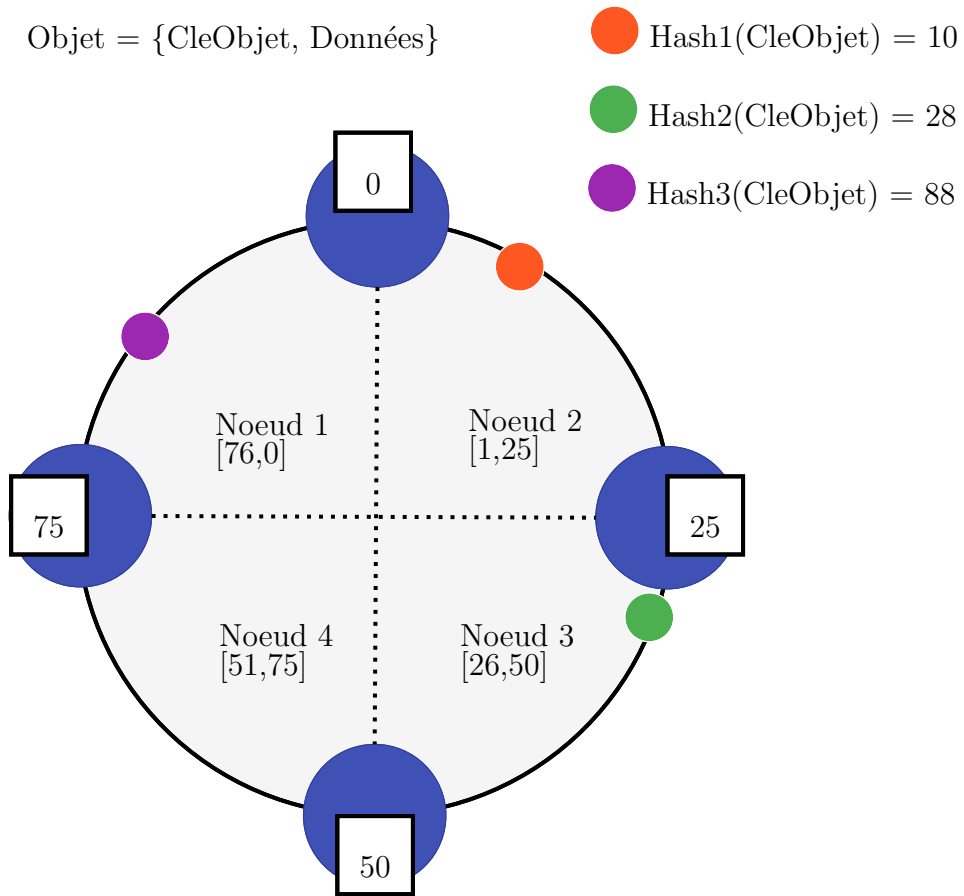 Objet = {CleObjet, Données}
Hash1(CleObjet) = 10
Hash2(CleObjet) = 28
Hash3(CleObjet) = 88
0
Noeud 1
[76,0]
Noeud 2
[1,25]
75
25
Noeud 4
[51,75]
Noeud 3
[26,50]
50